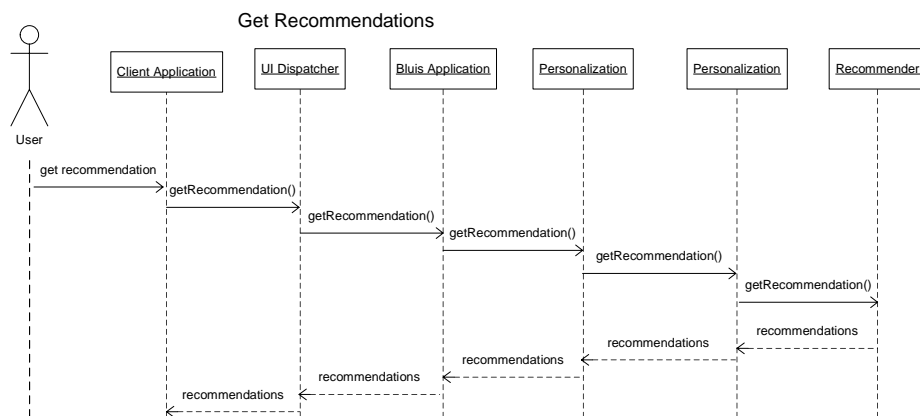 Get Recommendations
Client Application
UI Dispatcher
Bluis Application
Personalization
Personalization
Recommender
User
get recommendation
getRecommendation()
getRecommendation()
getRecommendation()
getRecommendation()
getRecommendation()
recommendations
recommendations
recommendations
recommendations
recommendations